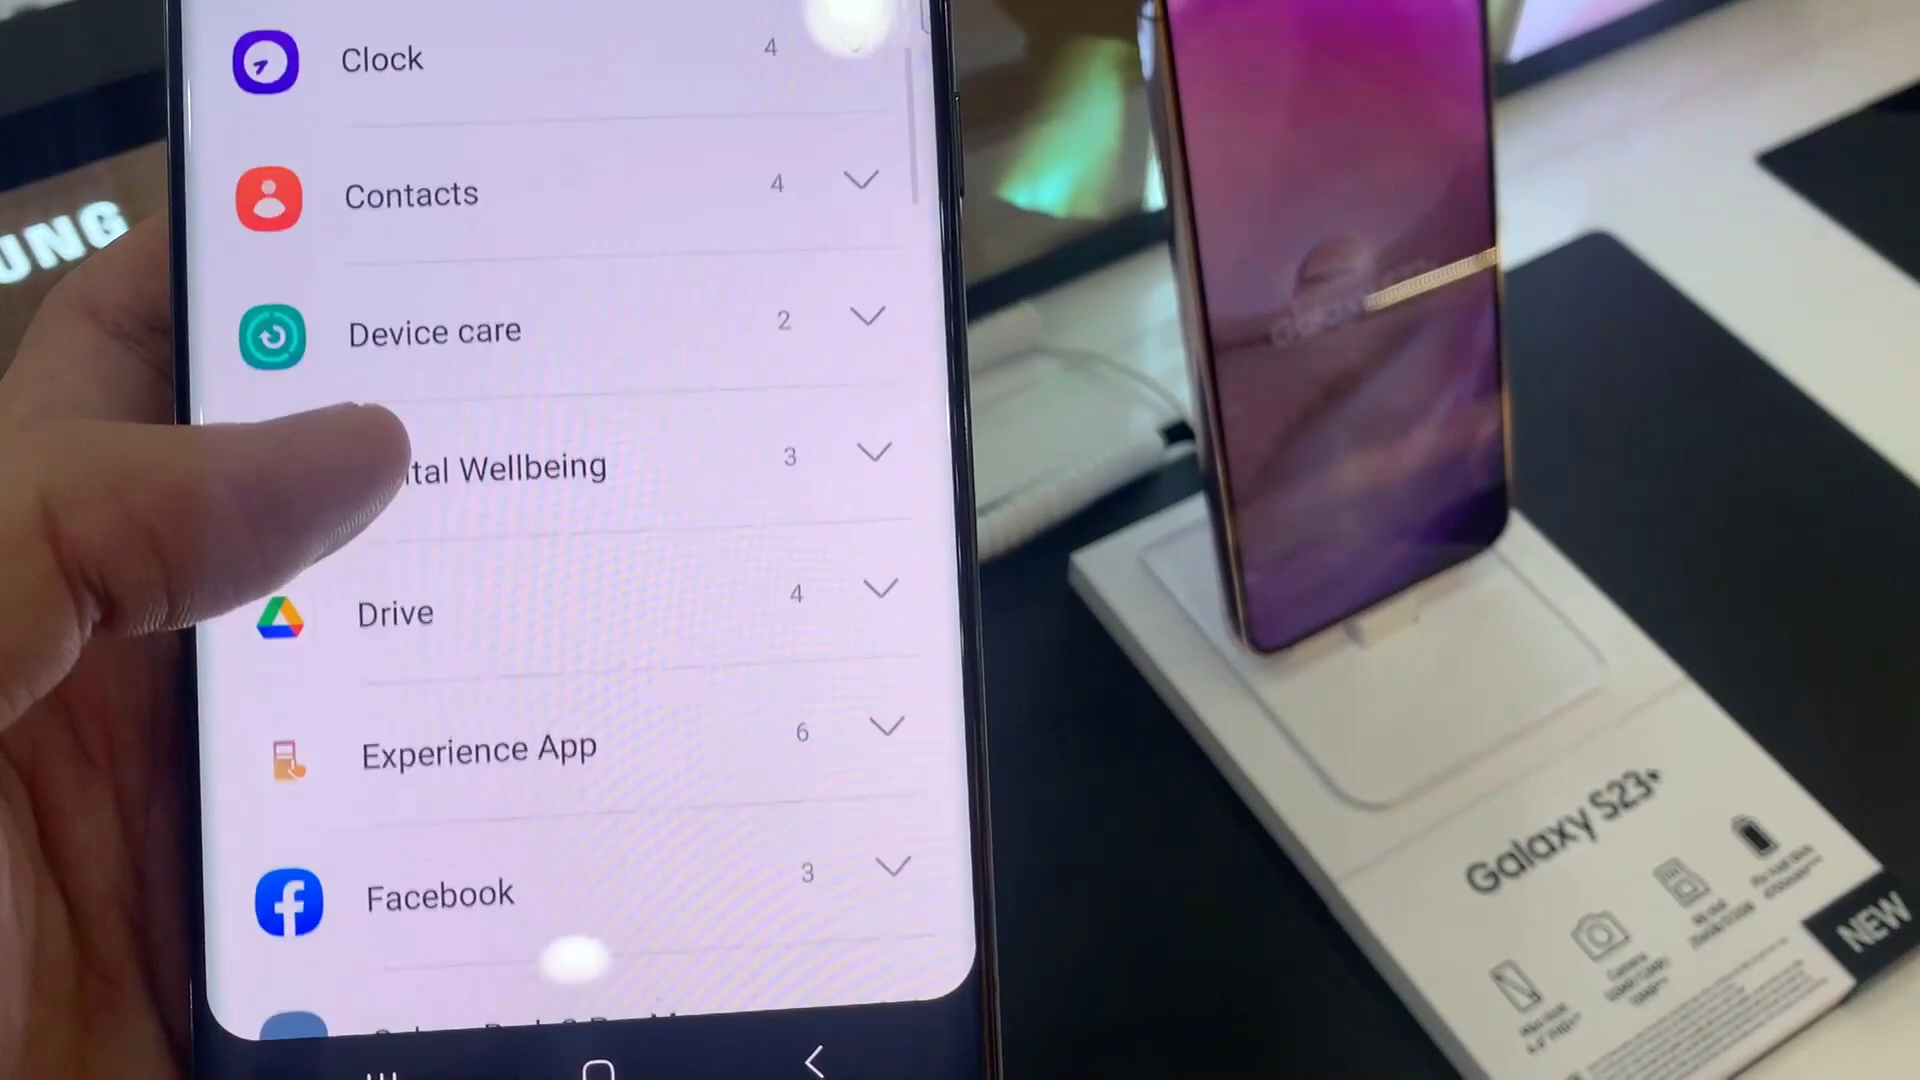 Clock 4
Contacts 4
Device care 2
ital Wellbeing 3
Drive 4
Experience App 6
Facebook 3
UNG
Galaxy
Galaxy S23+
NEW